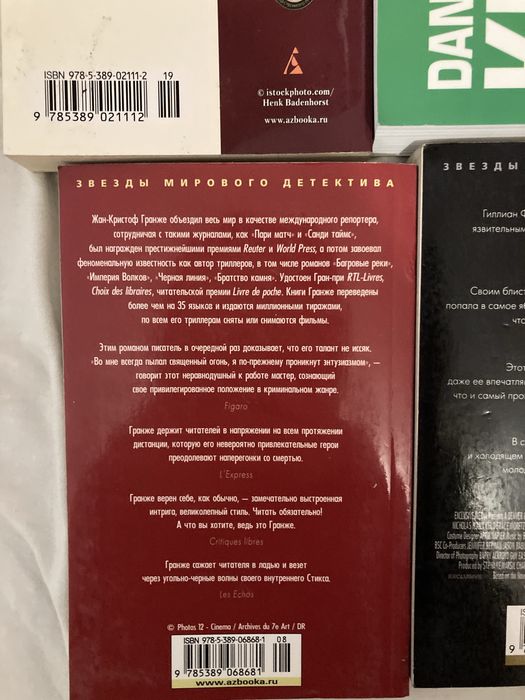 ISBN 978-5-389-02111-2
19
9 785389 021112
© istockphoto.com/
Henk Badenhorst
www.azbooka.ru
DAN
ЗВЕЗДЫ МИРОВОГО ДЕТЕКТИВА
Жан-Кристоф Гранже объездил весь мир в качестве международного репортера,
сотрудничая с такими журналами, как «Пари матч» и «Санди таймс»,
был награжден престижнейшими премиями Reuter и World Press, а потом завоевал
феноменальную известность как автор триллеров, в том числе романов «Багровые реки»,
«Империя Волков», «Черная линия», «Братство камня». Удостоен Гран-при RTL-Livres,
Choix des libraires, читательской премии Livre de poche. Книги Гранже переведены
более чем на 35 языков и издаются миллионными тиражами,
по всем его триллерам сняты или снимаются фильмы.
Этим романом писатель в очередной раз доказывает, что его талант не иссяк.
«Во мне всегда пылал священный огонь, я по-прежнему проникнут энтузиазмом», —
говорит этот неравнодушный к работе мастер, сознающий
свое привилегированное положение в криминальном жанре.
Figaro
Гранже держит читателей в напряжении на всем протяжении
дистанции, которую его невероятно привлекательные герои
преодолевают наперегонки со смертью.
L'Express
Гранже верен себе, как обычно, — замечательно выстроенная
интрига, великолепный стиль. Читать обязательно!
А что вы хотите, ведь это Гранже.
Critiques libres
Гранже сажает читателя в ладью и везет
через угольно-черные волны своего внутреннего Стикса.
Les Echos
© Photos 12 - Cinema / Archives du 7e Art / DR
ISBN 978-5-389-06868-1
08
9 785389 068681
www.azbooka.ru
ЗВЕЗДЫ
Гиллиан
язвительным
Своим блист
попала в самое яб
что
Этот
даже ее впечатля
что и самый про
В с
и холодящем
моло